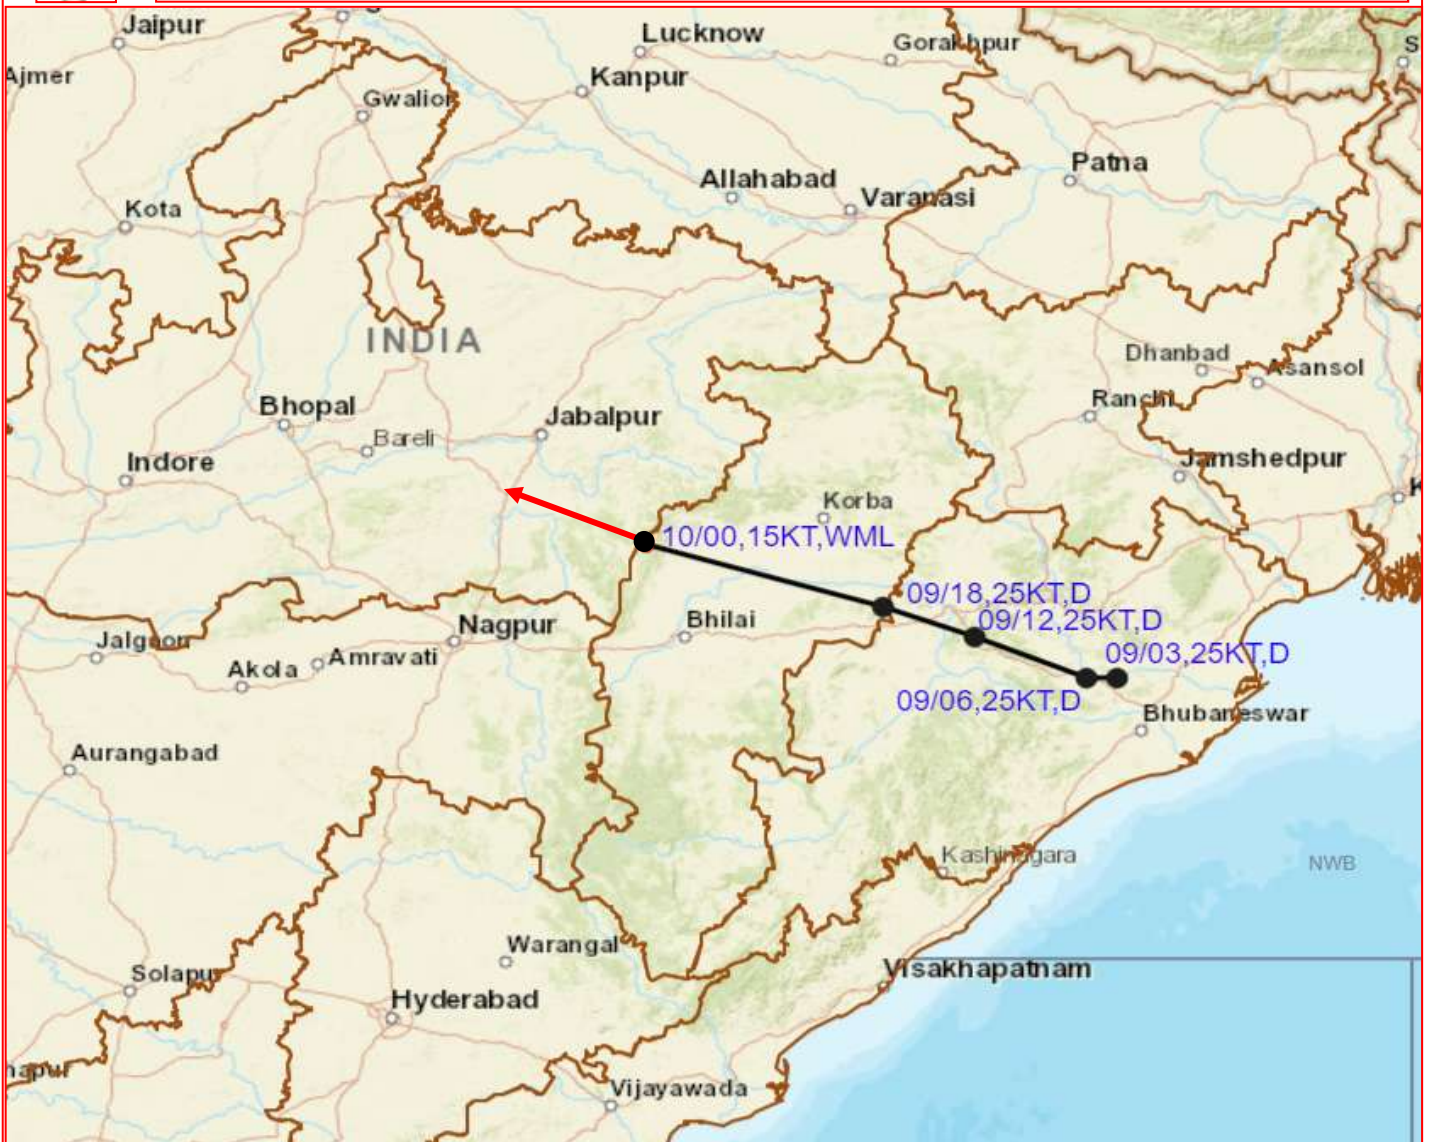 Jaipur
Lucknow
Gorakhpur
S
Ajmer
Kanpur
Gwalior
Patna
Allahabad
Varanasi
Kota
INDIA
Dhanbad
Asansol
Ranchi
Bhopal
Jabalpur
Bareli
Indore
Jamshedpur
K
Korba
10/00,15KT,WML
09/18,25KT,D
09/12,25KT,D
Bhilai
Nagpur
Jalgaon
09/03,25KT,D
Amravati
Akola
09/06,25KT,D
Bhubaneswar
Aurangabad
Kashinagara
NWB
Warangal
Solapur
Visakhapatnam
Hyderabad
hapur
Vijayawada